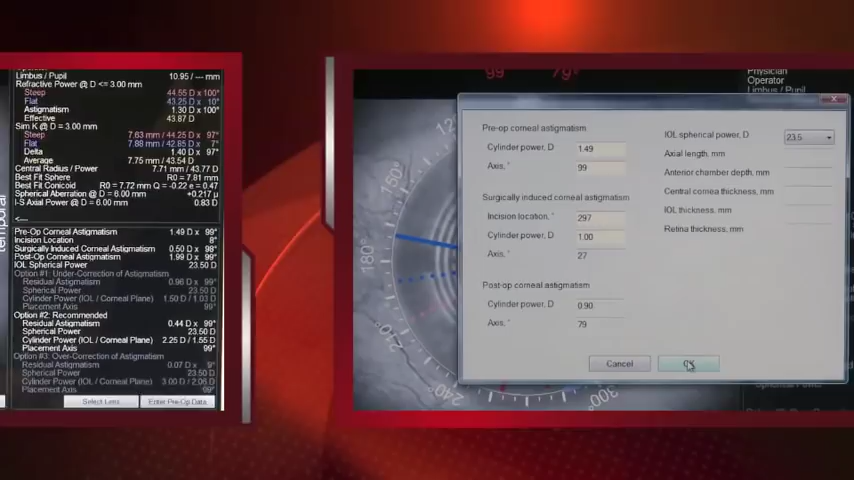 Limbus / Pupil 10.95 / --- mm
Refractive Power @ D <= 3.00 mm
Steep 44.55 D x 100°
Flat 43.25 D x 10°
Astigmatism 1.30 D x 100°
Effective 43.87 D
Sim K @ D = 3.00 mm
Steep 7.63 mm / 44.25 D x 97°
Flat 7.88 mm / 42.85 D x 7°
Delta 1.40 D x 97°
Average 7.75 mm / 43.54 D
Central Radius / Power 7.71 mm / 43.77 D
Best Fit Sphere R0 = 7.81 mm
Best Fit Conicoid R0 = 7.72 mm Q = -0.22 e = 0.47
Spherical Aberration @ D = 6.00 mm +0.217 µ
I-S Axial Power @ D = 6.00 mm 0.83 D
<---
Pre-Op Corneal Astigmatism 1.49 D x 99°
Incision Location 8°
Surgically Induced Corneal Astigmatism 0.50 D x 98°
Post-Op Corneal Astigmatism 1.99 D x 99°
IOL Spherical Power 23.50 D
Option #1: Under-Correction of Astigmatism
Residual Astigmatism 0.96 D x 99°
Spherical Power 23.50 D
Cylinder Power (IOL / Corneal Plane) 1.50 D / 1.03 D
Placement Axis 99°
Option #2: Recommended
Residual Astigmatism 0.44 D x 99°
Spherical Power 23.50 D
Cylinder Power (IOL / Corneal Plane) 2.25 D / 1.55 D
Placement Axis 99°
Option #3: Over-Correction of Astigmatism
Residual Astigmatism 0.07 D x 9°
Spherical Power 23.50 D
Cylinder Power (IOL / Corneal Plane) 3.00 D / 2.06 D
Placement Axis 99°
Select Lens Enter Pre-Op Data
temporal
99 79°
Physician
Operator
Limbus / Pupil
150°
180°
210°
240°
300°
Pre-op corneal astigmatism
Cylinder power, D 1.49
Axis, ° 99
Surgically induced corneal astigmatism
Incision location, ° 297
Cylinder power, D 1.00
Axis, ° 27
Post-op corneal astigmatism
Cylinder power, D 0.90
Axis, ° 79
IOL spherical power, D 23.5
Axial length, mm
Anterior chamber depth, mm
Central cornea thickness, mm
IOL thickness, mm
Retina thickness, mm
Cancel OK